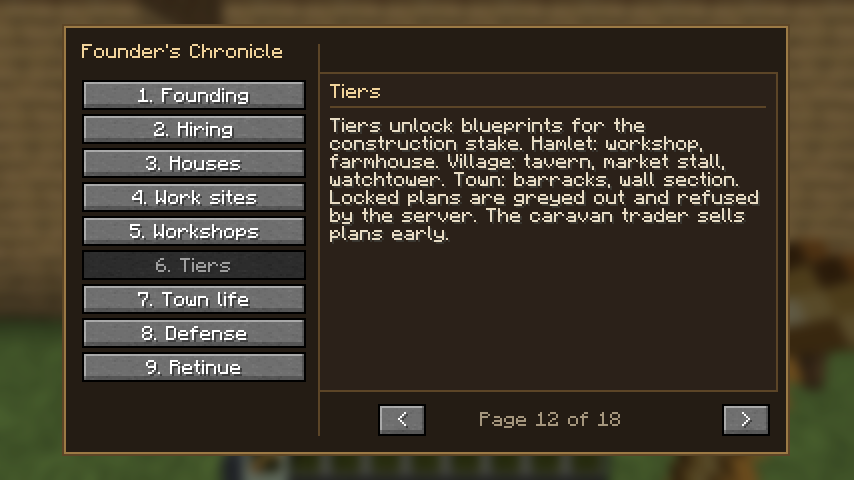 Founder's Chronicle
1. Founding
2. Hiring
3. Houses
4. Work sites
5. Workshops
6. Tiers
7. Town life
8. Defense
9. Retinue
Tiers
Tiers unlock blueprints for the
construction stake. Hamlet: workshop,
farmhouse. Village: tavern, market stall,
watchtower. Town: barracks, wall section.
Locked plans are greyed out and refused
by the server. The caravan trader sells
plans early.
< Page 12 of 18 >